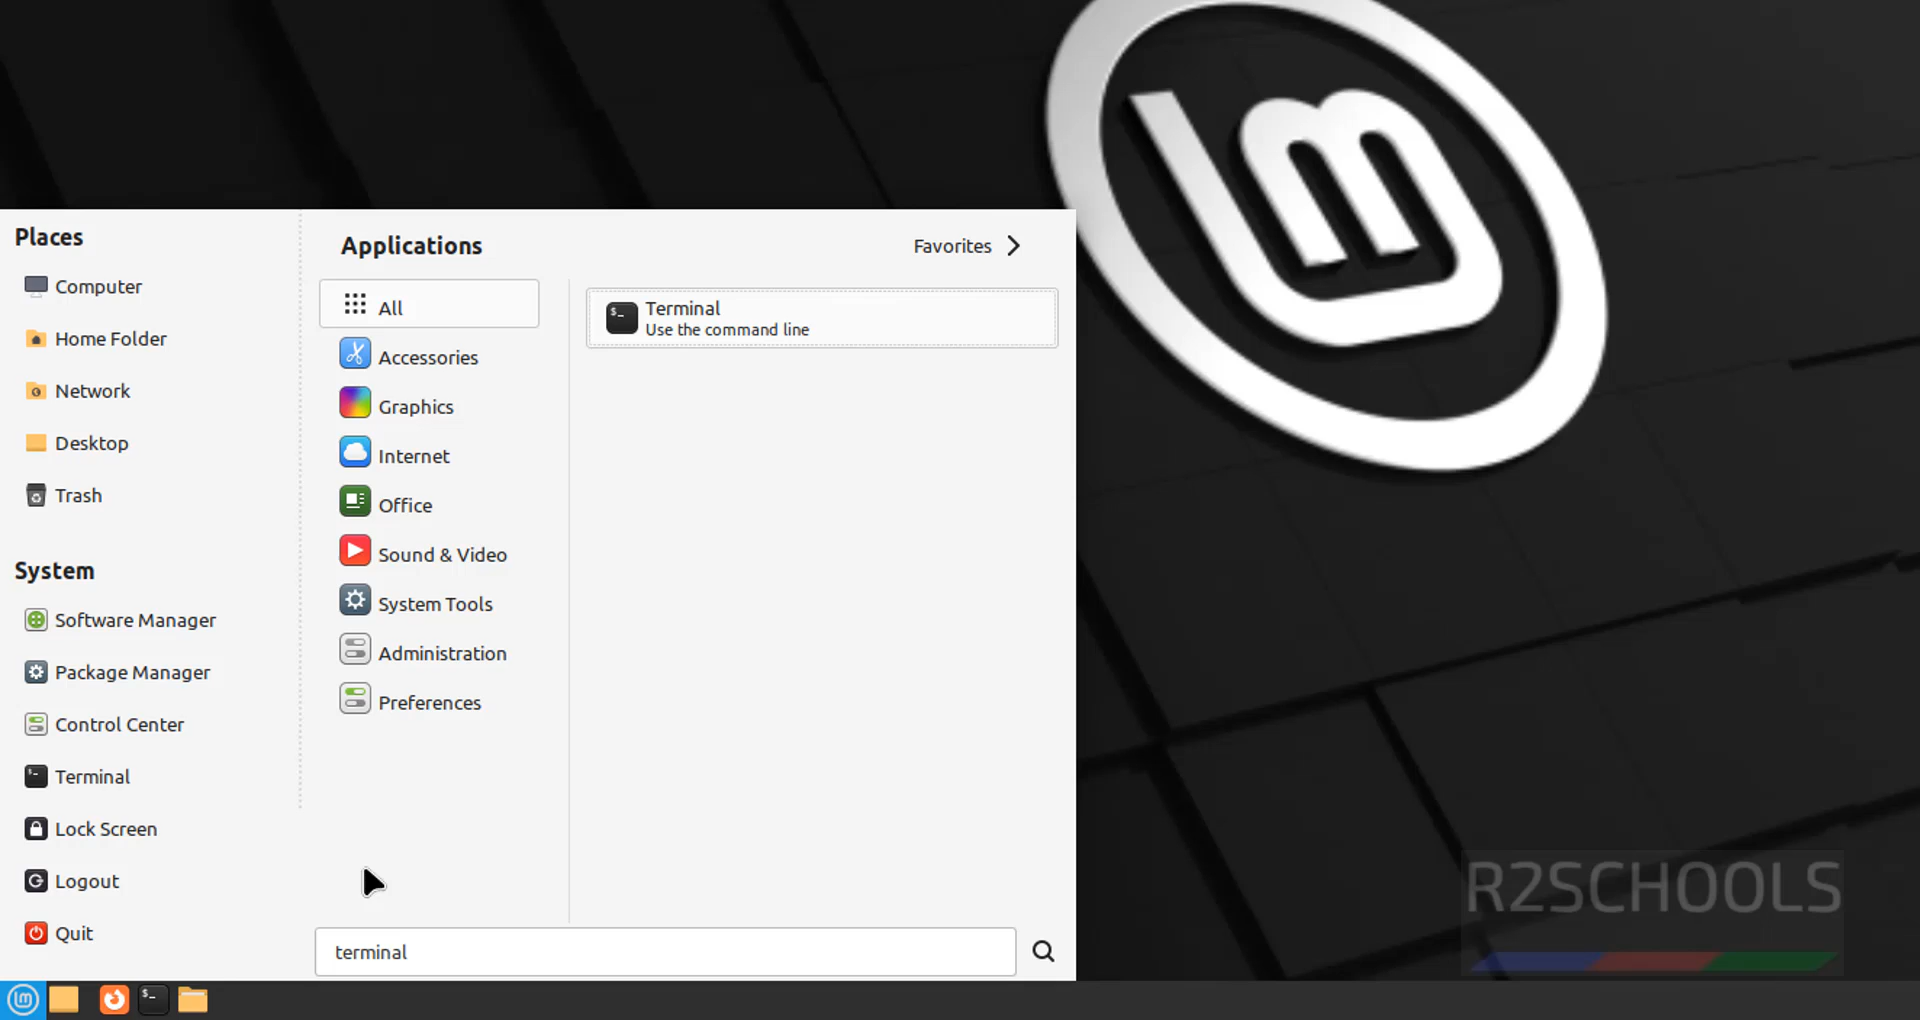 Places
Computer
Home Folder
Network
Desktop
Trash
System
Software Manager
Package Manager
Control Center
Terminal
Lock Screen
Logout
Quit
Applications
Favorites
All
Accessories
Graphics
Internet
Office
Sound & Video
System Tools
Administration
Preferences
Terminal
Use the command line
terminal
lm
R2SCHOOLS